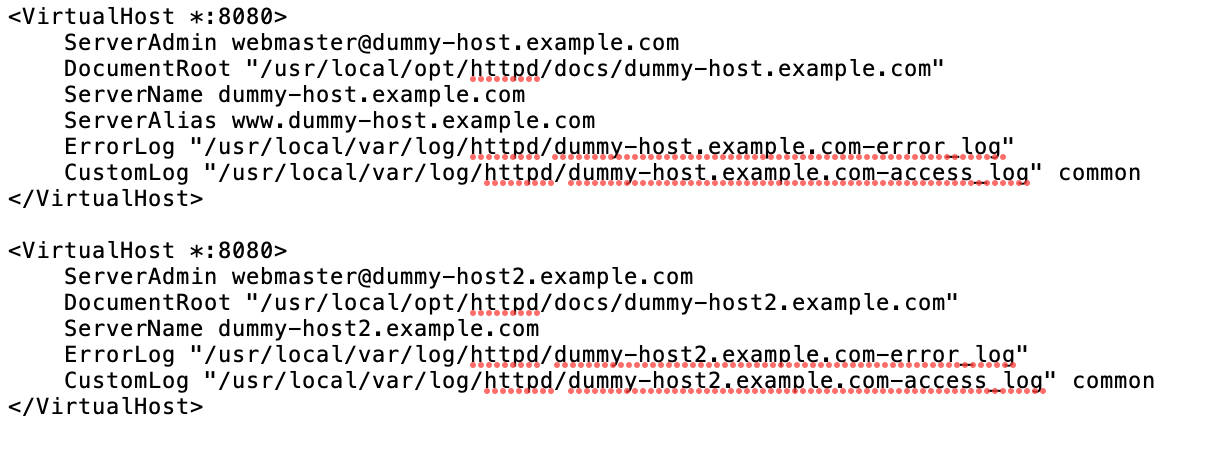 <VirtualHost *:8080>
    ServerAdmin webmaster@dummy-host.example.com
    DocumentRoot "/usr/local/opt/httpd/docs/dummy-host.example.com"
    ServerName dummy-host.example.com
    ServerAlias www.dummy-host.example.com
    ErrorLog "/usr/local/var/log/httpd/dummy-host.example.com-error_log"
    CustomLog "/usr/local/var/log/httpd/dummy-host.example.com-access_log" common
</VirtualHost>

<VirtualHost *:8080>
    ServerAdmin webmaster@dummy-host2.example.com
    DocumentRoot "/usr/local/opt/httpd/docs/dummy-host2.example.com"
    ServerName dummy-host2.example.com
    ErrorLog "/usr/local/var/log/httpd/dummy-host2.example.com-error_log"
    CustomLog "/usr/local/var/log/httpd/dummy-host2.example.com-access_log" common
</VirtualHost>